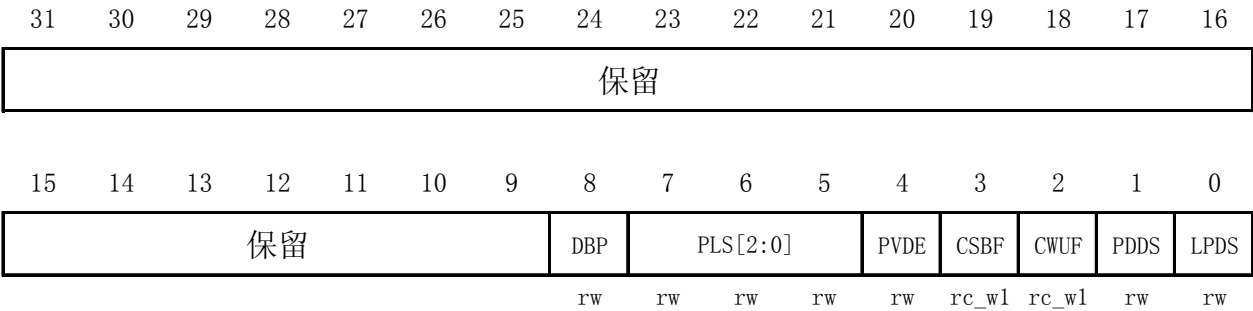 31 30 29 28 27 26 25 24 23 22 21 20 19 18 17 16
保留
15 14 13 12 11 10 9 8 7 6 5 4 3 2 1 0
保留 DBP PLS[2:0] PVDE CSBF CWUF PDDS LPDS
rw rw rw rw rw rc_w1 rc_w1 rw rw